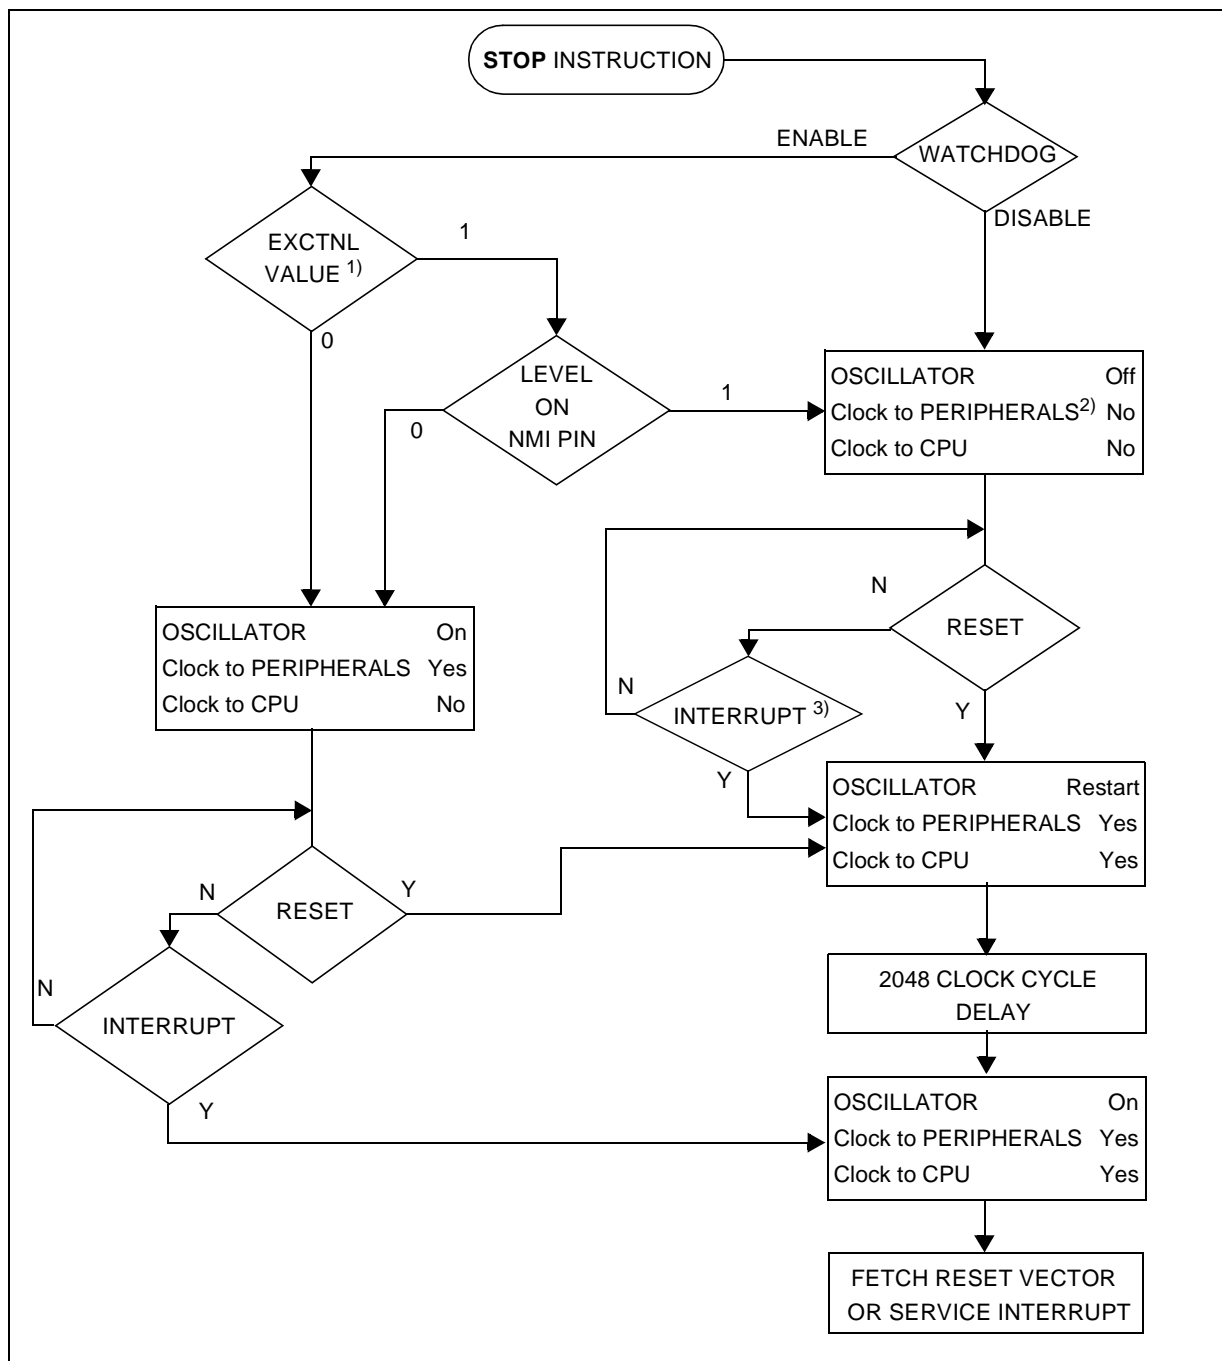 STOP INSTRUCTION
WATCHDOG
ENABLE
DISABLE
EXCTNL
VALUE 1)
1
0
LEVEL
ON
NMI PIN
1
0
OSCILLATOR Off
Clock to PERIPHERALS2) No
Clock to CPU No
N
RESET
Y
OSCILLATOR On
Clock to PERIPHERALS Yes
Clock to CPU No
N
INTERRUPT 3)
Y
OSCILLATOR Restart
Clock to PERIPHERALS Yes
Clock to CPU Yes
N
RESET
Y
N
INTERRUPT
Y
2048 CLOCK CYCLE
DELAY
OSCILLATOR On
Clock to PERIPHERALS Yes
Clock to CPU Yes
FETCH RESET VECTOR
OR SERVICE INTERRUPT